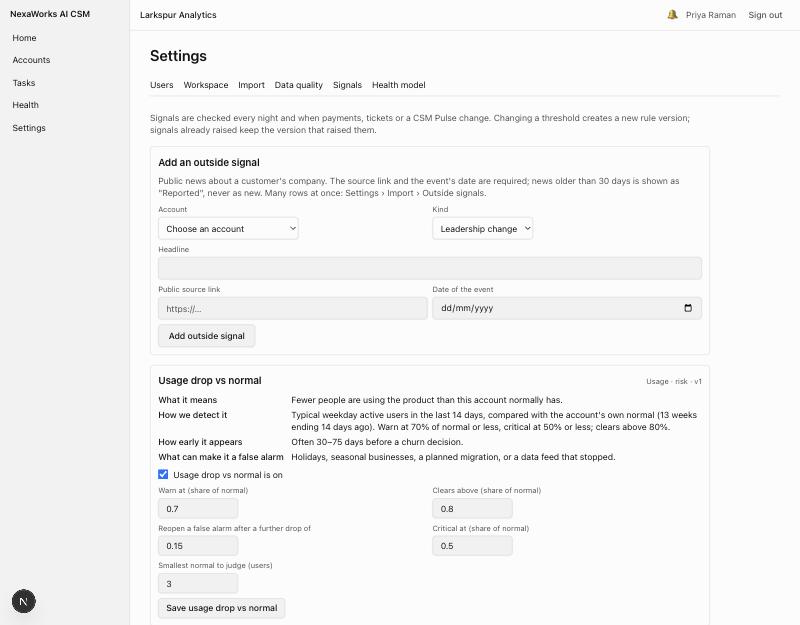 NexaWorks AI CSM
Larkspur Analytics
Priya Raman
Sign out
Home
Accounts
Tasks
Health
Settings
Settings
Users
Workspace
Import
Data quality
Signals
Health model
Signals are checked every night and when payments, tickets or a CSM Pulse change. Changing a threshold creates a new rule version;
signals already raised keep the version that raised them.
Add an outside signal
Public news about a customer's company. The source link and the event's date are required; news older than 30 days is shown as
"Reported", never as new. Many rows at once: Settings › Import › Outside signals.
Account
Kind
Choose an account
Leadership change
Headline
Public source link
Date of the event
https://...
dd/mm/yyyy
Add outside signal
Usage drop vs normal
Usage · risk · v1
What it means
Fewer people are using the product than this account normally has.
How we detect it
Typical weekday active users in the last 14 days, compared with the account's own normal (13 weeks
ending 14 days ago). Warn at 70% of normal or less, critical at 50% or less; clears above 80%.
How early it appears
Often 30–75 days before a churn decision.
What can make it a false alarm
Holidays, seasonal businesses, a planned migration, or a data feed that stopped.
Usage drop vs normal is on
Warn at (share of normal)
Clears above (share of normal)
0.7
0.8
Reopen a false alarm after a further drop of
Critical at (share of normal)
0.15
0.5
Smallest normal to judge (users)
3
Save usage drop vs normal
N